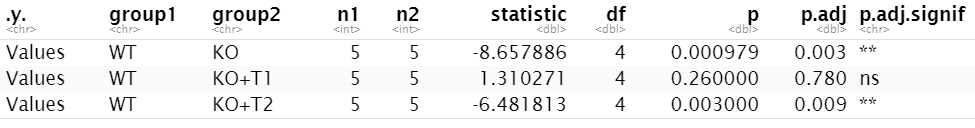 .y. group1 group2 n1 n2 statistic df p p.adj p.adj.signif
<chr> <chr> <chr> <int> <int> <dbl> <dbl> <dbl> <dbl> <chr>
Values WT KO 5 5 -8.657886 4 0.000979 0.003 **
Values WT KO+T1 5 5 1.310271 4 0.260000 0.780 ns
Values WT KO+T2 5 5 -6.481813 4 0.003000 0.009 **